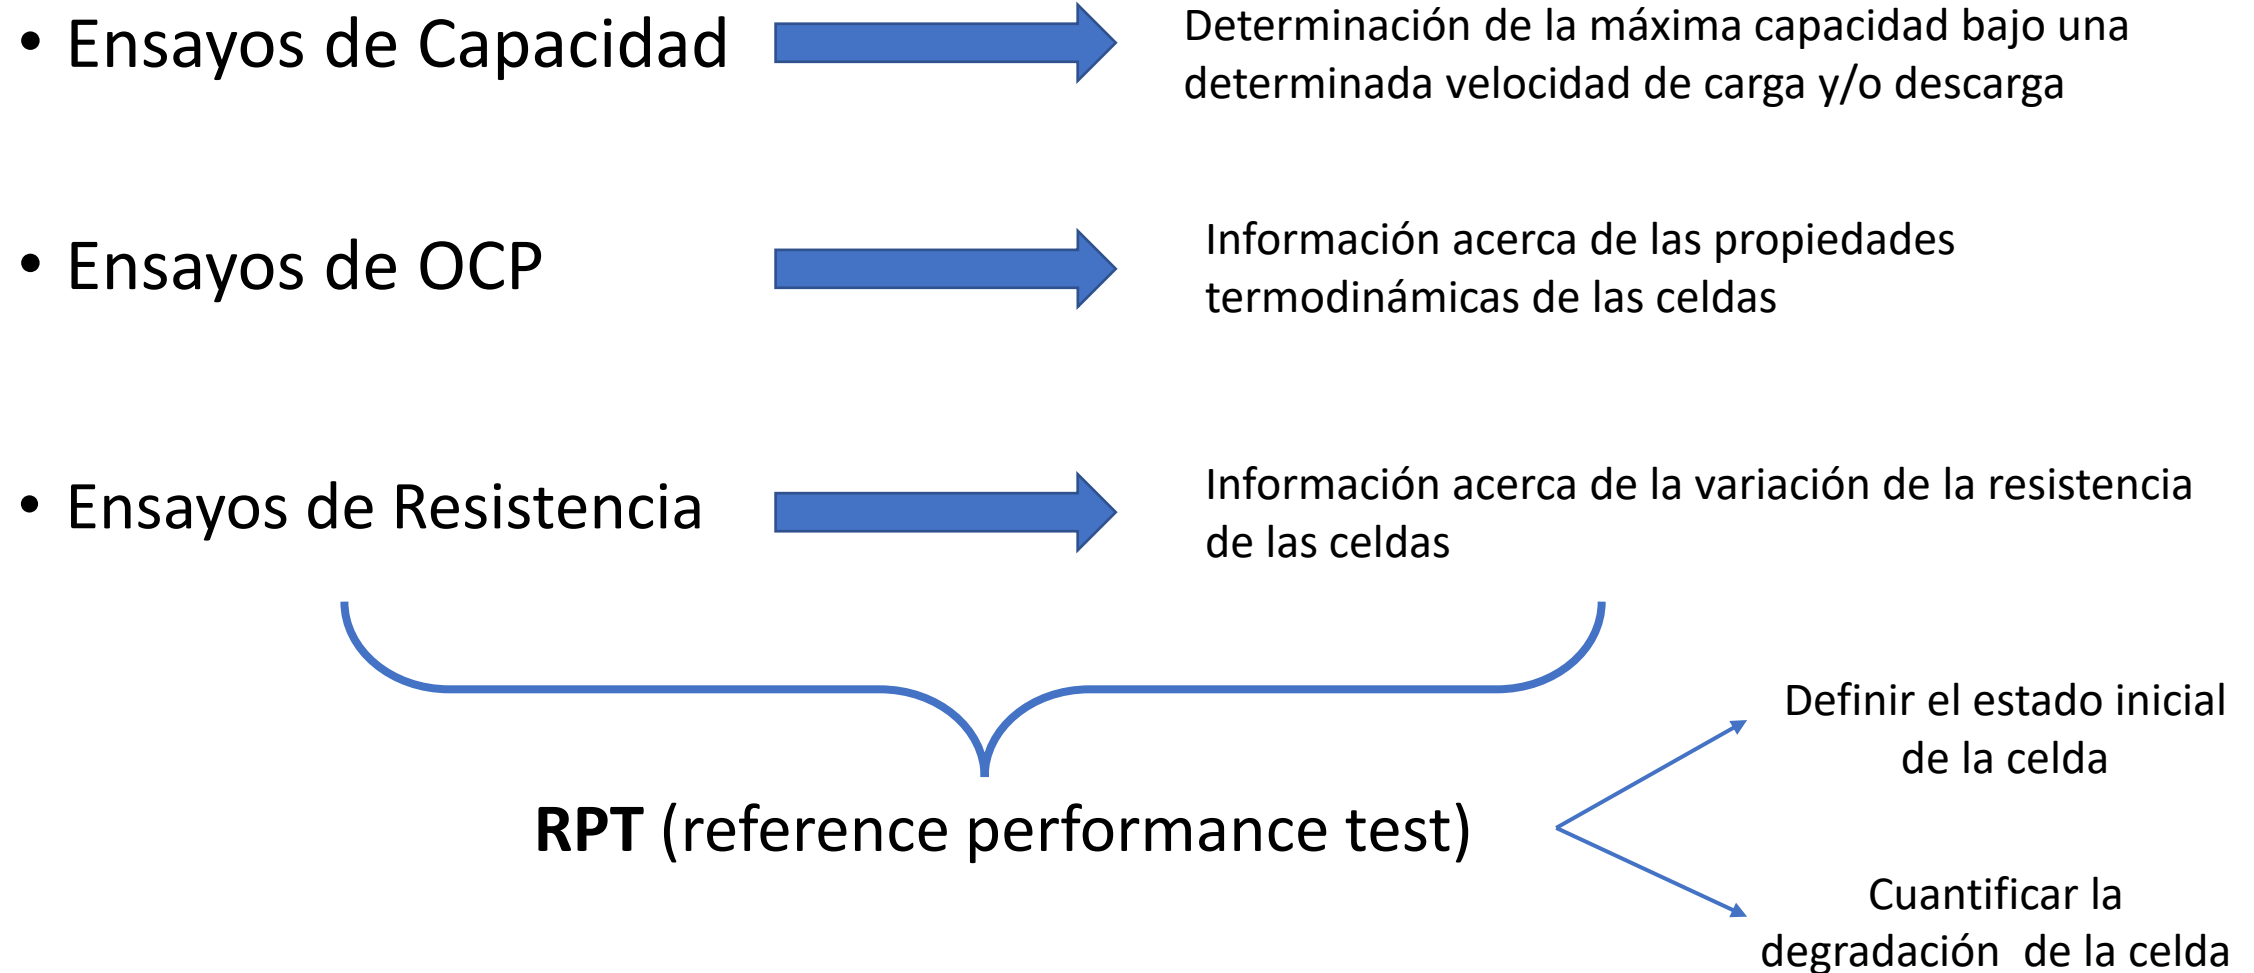 • Ensayos de Capacidad
Determinación de la máxima capacidad bajo una
determinada velocidad de carga y/o descarga
• Ensayos de OCP
Información acerca de las propiedades
termodinámicas de las celdas
• Ensayos de Resistencia
Información acerca de la variación de la resistencia
de las celdas
RPT (reference performance test)
Definir el estado inicial
de la celda
Cuantificar la
degradación de la celda